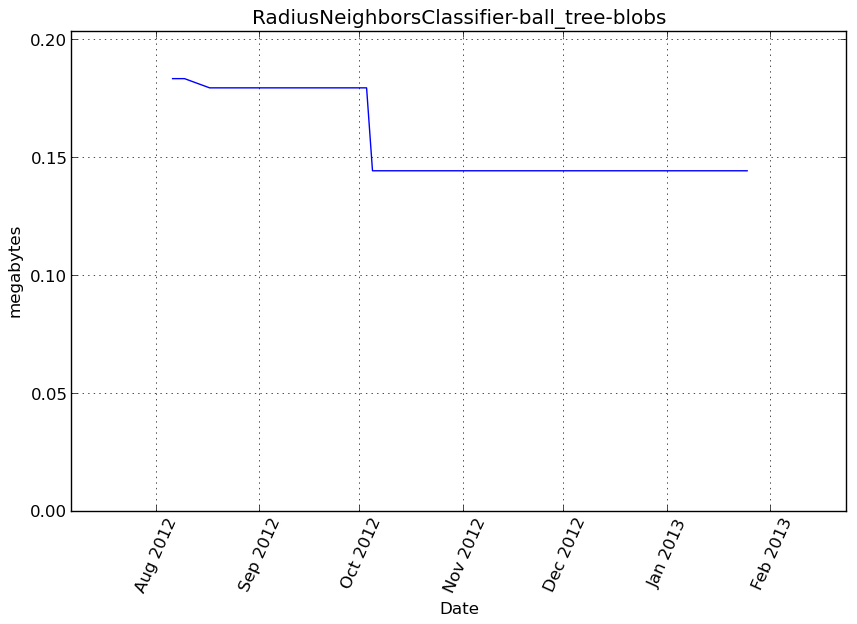 RadiusNeighborsClassifier-ball_tree-blobs
0.20
0.15
0.10
0.05
0.00
megabytes
Aug 2012
Sep 2012
Oct 2012
Nov 2012
Dec 2012
Jan 2013
Feb 2013
Date